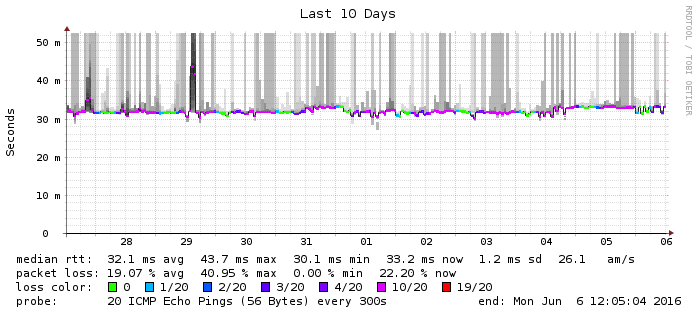 Last 10 Days
RRDTOOL / TOBI OETIKER
Seconds
50 m
40 m
30 m
20 m
10 m
0
28 29 30 31 01 02 03 04 05 06
median rtt: 32.1 ms avg 43.7 ms max 30.1 ms min 33.2 ms now 1.2 ms sd 26.1 am/s
packet loss: 19.07 % avg 40.95 % max 0.00 % min 22.20 % now
loss color: 0 1/20 2/20 3/20 4/20 10/20 19/20
probe: 20 ICMP Echo Pings (56 Bytes) every 300s end: Mon Jun 6 12:05:04 2016